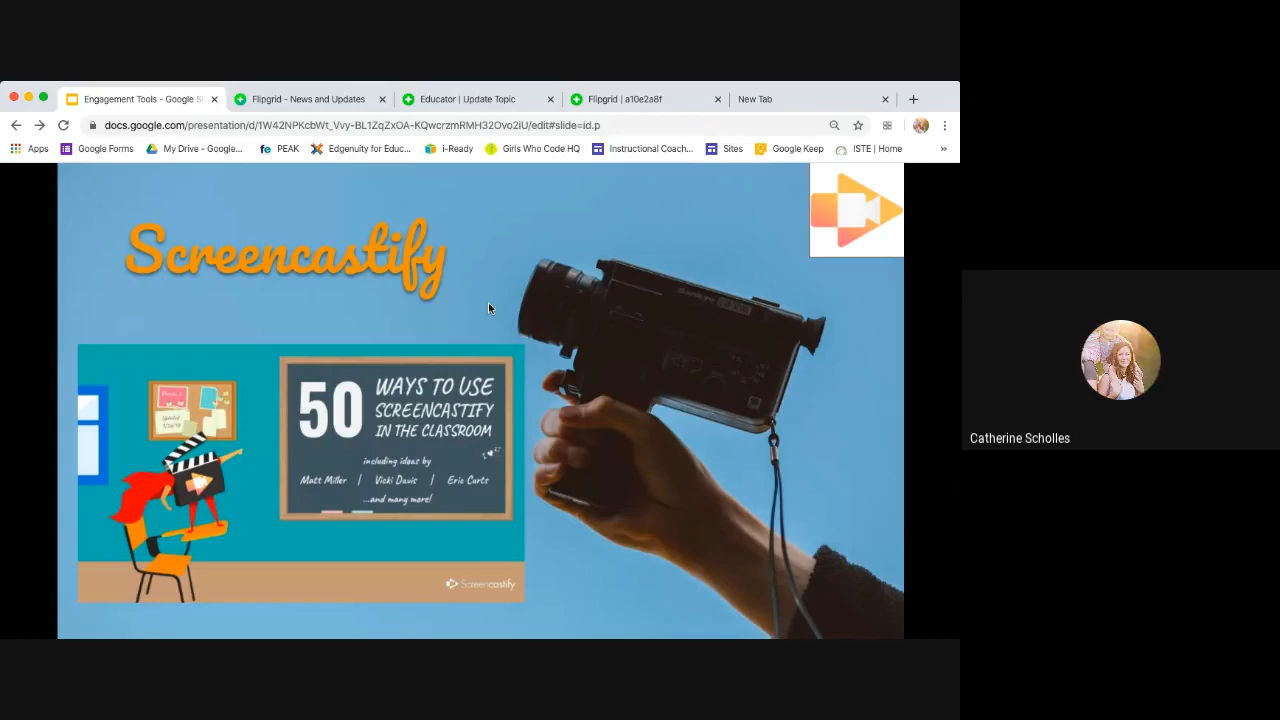 Engagement Tools - Google Sl
Flipgrid - News and Updates
Educator | Update Topic
Flipgrid | a10e2a8f
New Tab
docs.google.com/presentation/d/1W42NPKcbWt_Vvy-BL1ZqZxOA-KQwcrzmRMH32Ovo2lU/edit#slide=id.p
Apps
Google Forms
My Drive - Google...
fe PEAK
Edgenuity for Educ...
i-Ready
Girls Who Code HQ
Instructional Coach...
Sites
Google Keep
ISTE | Home
»
Screencastify
50 WAYS TO USE
SCREENCASTIFY
IN THE CLASSROOM
including ideas by
Matt Miller | Vicki Davis | Eric Curts
...and many more!
Screencastify
Catherine Scholles